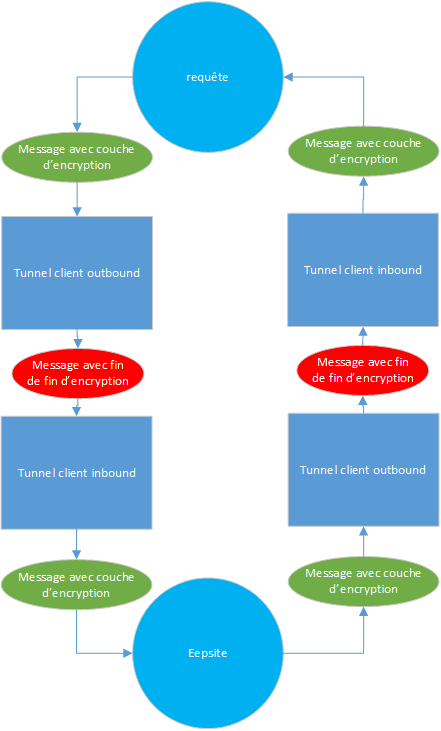 requête
Message avec couche
d'encryption
Message avec couche
d'encryption
Tunnel client outbound
Tunnel client inbound
Message avec fin
de fin d'encryption
Message avec fin
de fin d'encryption
Tunnel client inbound
Tunnel client outbound
Message avec couche
d'encryption
Message avec couche
d'encryption
Eepsite